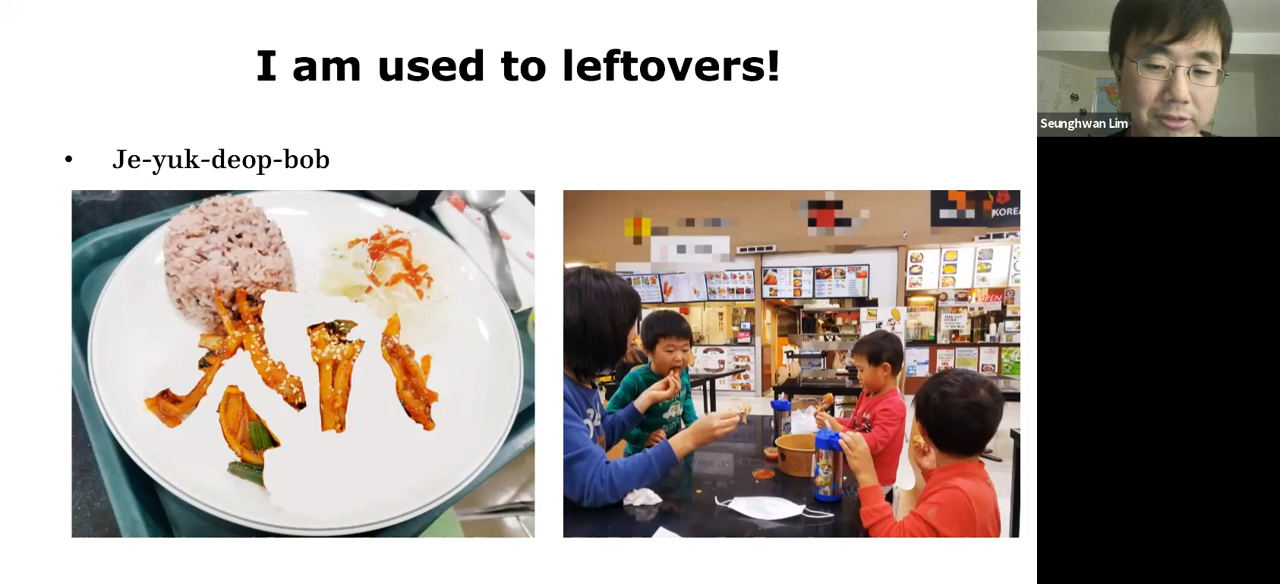 I am used to leftovers!
Seunghwan Lim
• Je-yuk-deop-bob
KOREA
OPEN